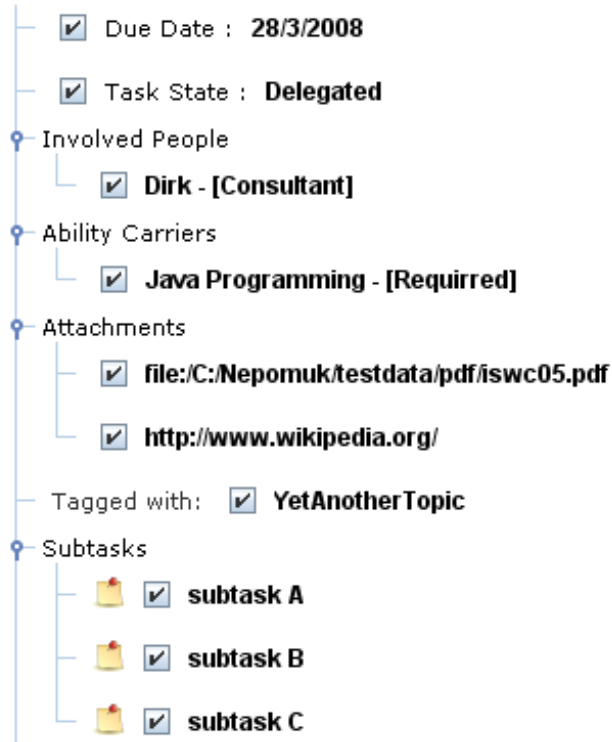 Due Date : 28/3/2008
Task State : Delegated
Involved People
Dirk - [Consultant]
Ability Carriers
Java Programming - [Requirred]
Attachments
file:/C:/Nepomuk/testdata/pdf/iswc05.pdf
http://www.wikipedia.org/
Tagged with: YetAnotherTopic
Subtasks
subtask A
subtask B
subtask C